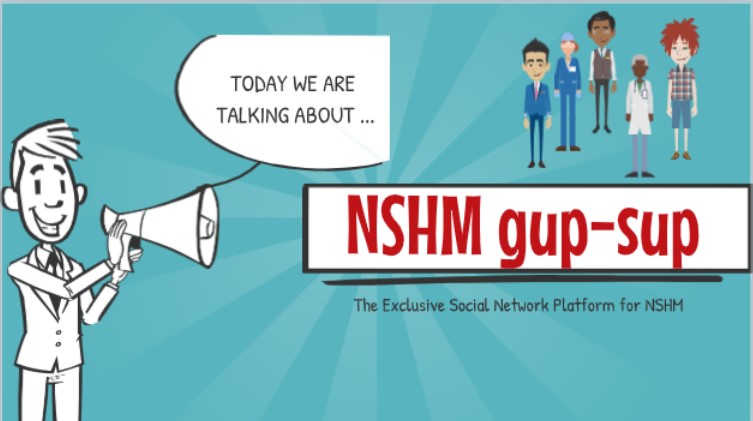 TODAY WE ARE
TALKING ABOUT ...
NSHM gup-sup
The Exclusive Social Network Platform for NSHM